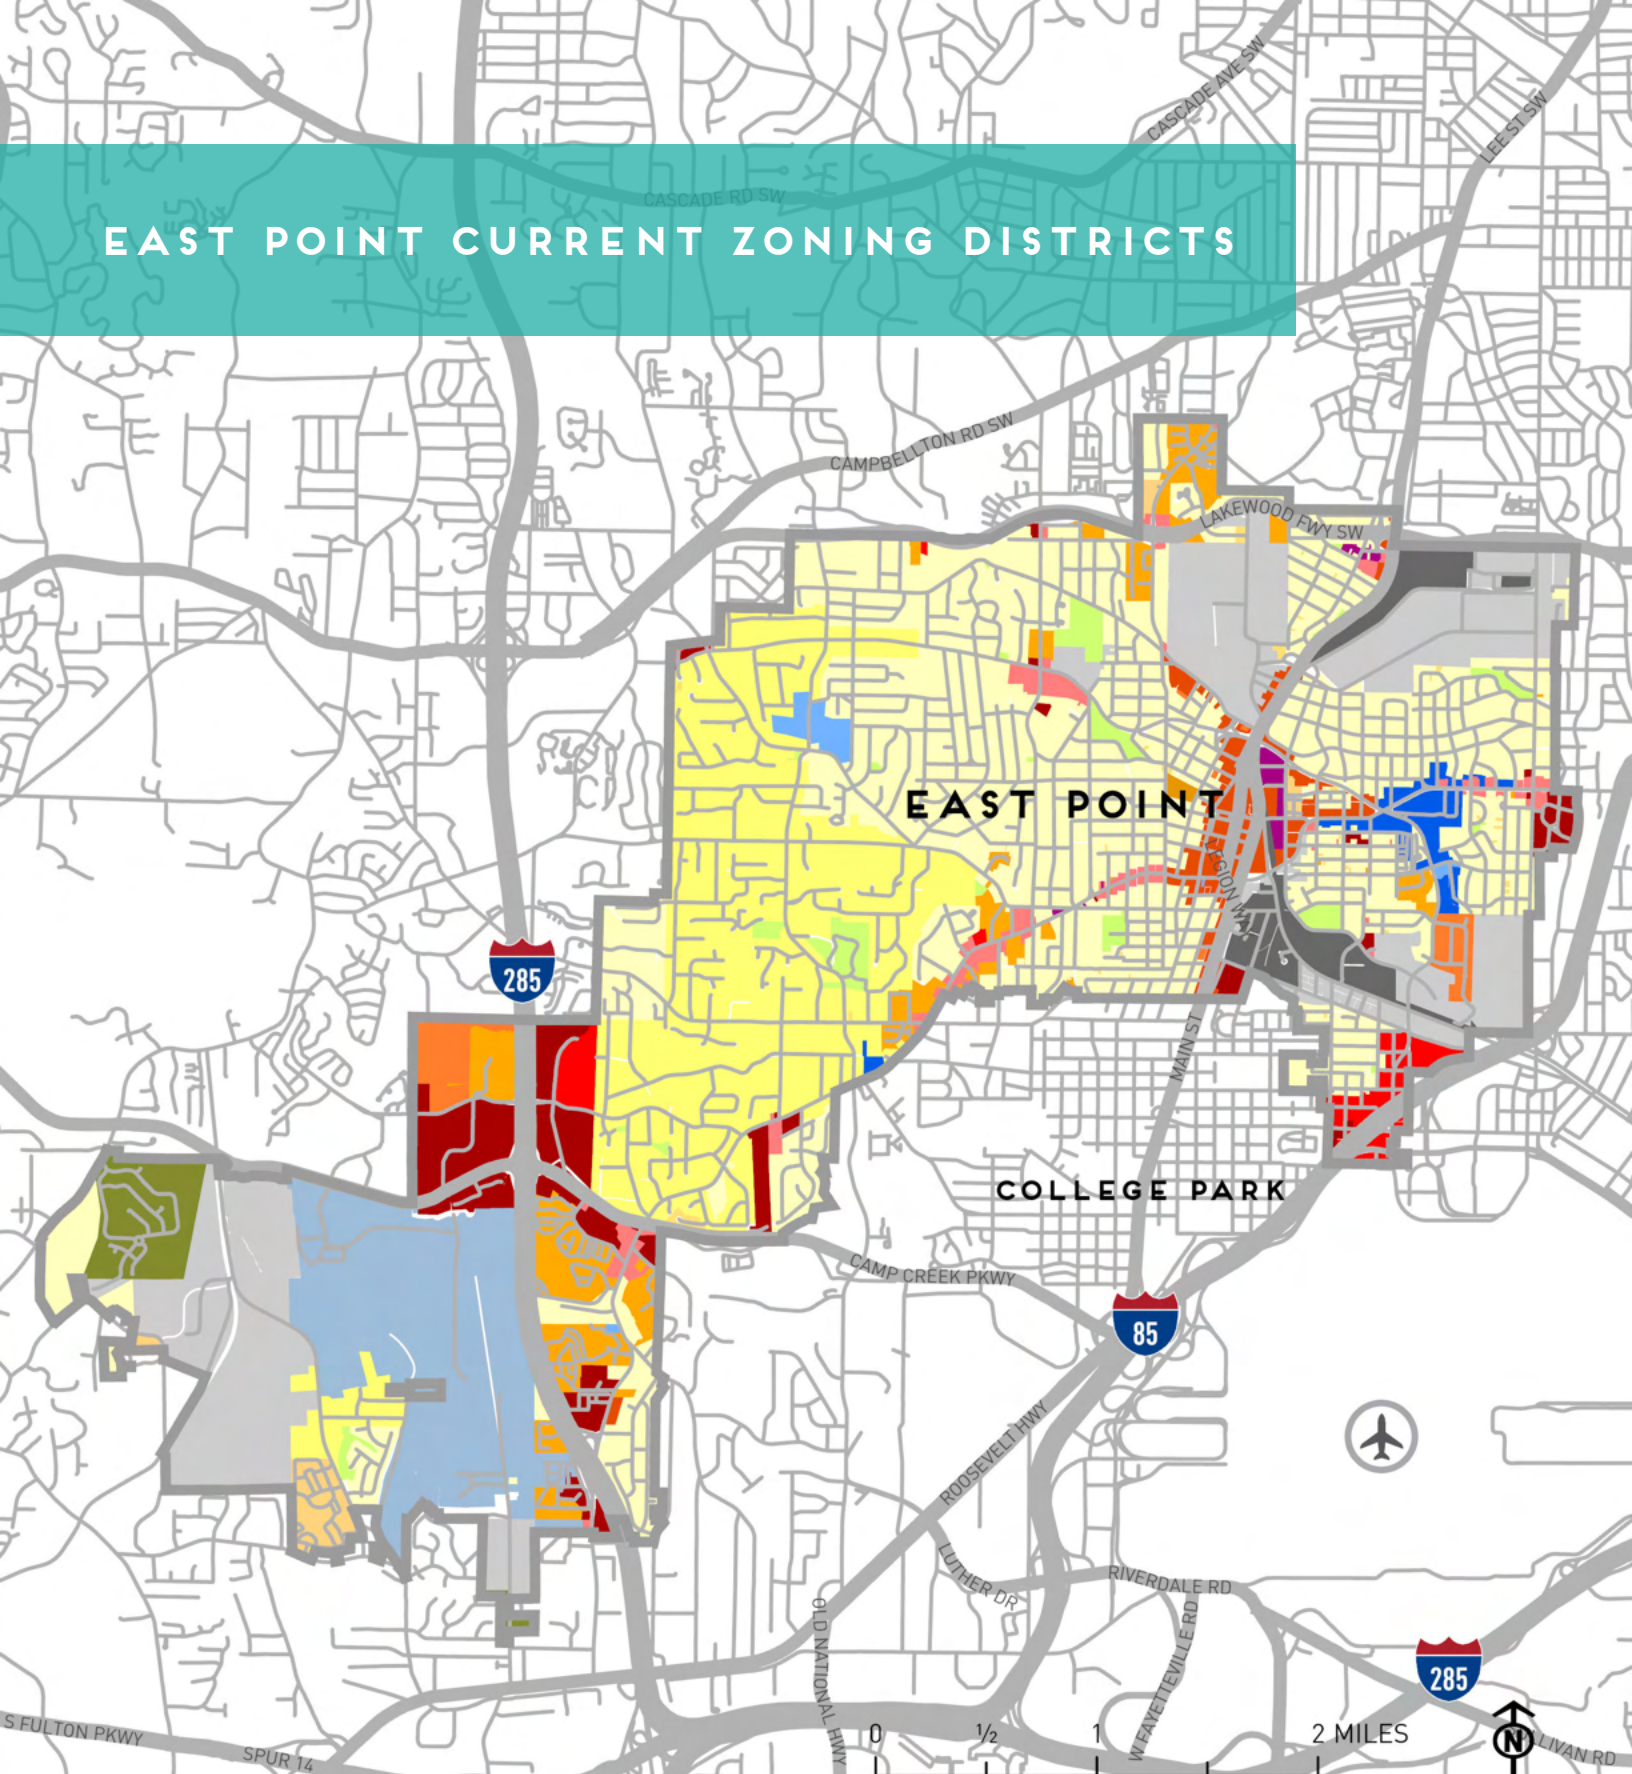 CASCADE AVE SW
LEE ST SW
CASCADE RD SW
EAST POINT CURRENT ZONING DISTRICTS
CAMPBELLTON RD SW
LAKEWOOD FWY SW
EAST POINT
LEGION WAY
285
MAIN ST
COLLEGE PARK
CAMP CREEK PKWY
85
ROOSEVELT HWY
LUTHER DR
RIVERDALE RD
OLD NATIONAL HWY
W FAYETTEVILLE RD
285
S FULTON PKWY
SPUR 14
0 ½ 1 2 MILES
N
LLIVAN RD